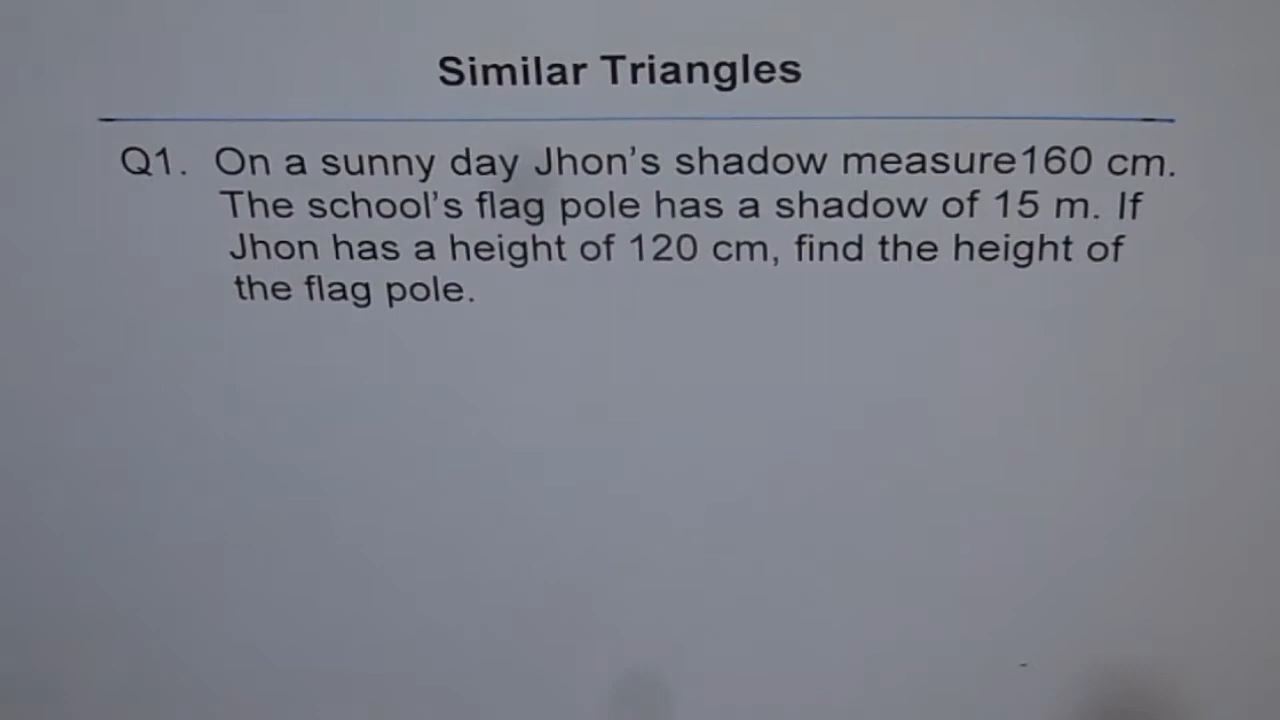 Similar Triangles
Q1. On a sunny day Jhon's shadow measure160 cm.
The school's flag pole has a shadow of 15 m. If
Jhon has a height of 120 cm, find the height of
the flag pole.